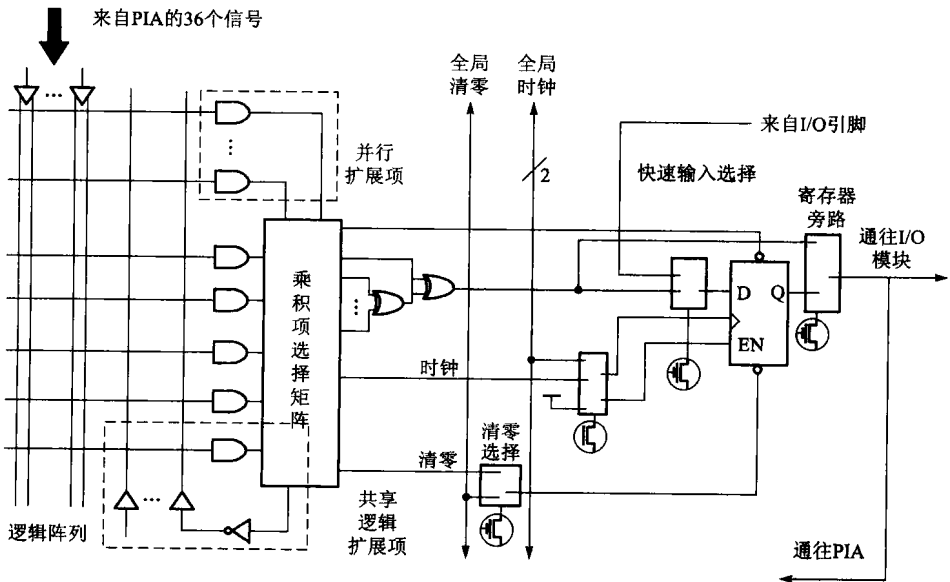 来自PIA的36个信号
全局
清零
全局
时钟
来自I/O引脚
并行
扩展项
2
快速输入选择
寄存器
旁路
通往I/O
模块
乘
积
项
选
择
矩
阵
D
Q
EN
时钟
清零
选择
清零
逻辑阵列
共享
逻辑
扩展项
通往PIA